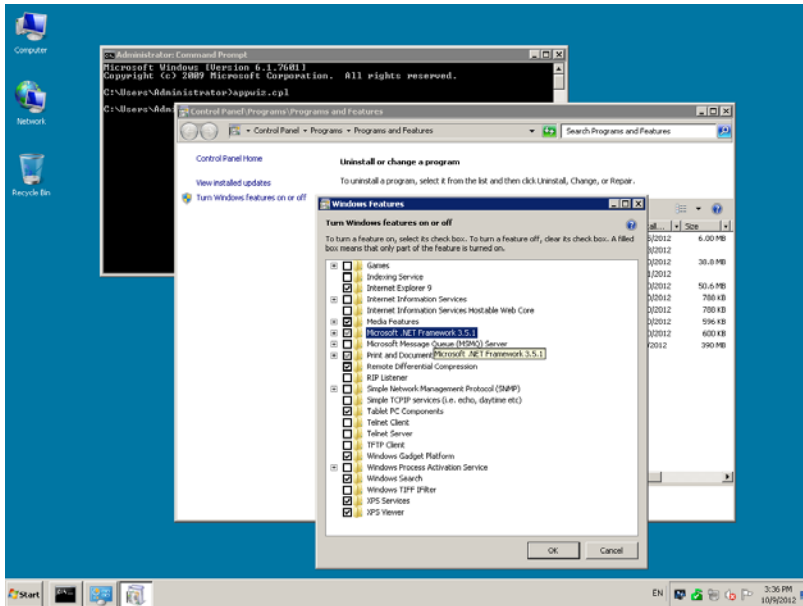 Computer
Network
Recycle Bin
Administrator: Command Prompt
Microsoft Windows [Version 6.1.7601]
Copyright (c) 2009 Microsoft Corporation. All rights reserved.
C:\Users\Administrator>appwiz.cpl
C:\Users\Adm
Control Panel\Programs\Programs and Features
Control Panel
Programs
Programs and Features
Search Programs and Features
Control Panel Home
View installed updates
Turn Windows features on or off
Uninstall or change a program
To uninstall a program, select it from the list and then click Uninstall, Change, or Repair.
Size
6.00 MB
38.8 MB
50.6 MB
788 KB
788 KB
596 KB
600 KB
390 MB
Windows Features
Turn Windows features on or off
To turn a feature on, select its check box. To turn a feature off, clear its check box. A filled
box means that only part of the feature is turned on.
Games
Indexing Service
Internet Explorer 9
Internet Information Services
Internet Information Services Hostable Web Core
Media Features
Microsoft .NET Framework 3.5.1
Microsoft Message Queue (MSMQ) Server
Print and Document
Microsoft .NET Framework 3.5.1
Remote Differential Compression
RIP Listener
Simple Network Management Protocol (SNMP)
Simple TCPIP services (i.e. echo, daytime etc)
Tablet PC Components
Telnet Client
Telnet Server
TFTP Client
Windows Gadget Platform
Windows Process Activation Service
Windows Search
Windows TIFF IFilter
XPS Services
XPS Viewer
OK
Cancel
Start
EN
3:36 PM
10/9/2012